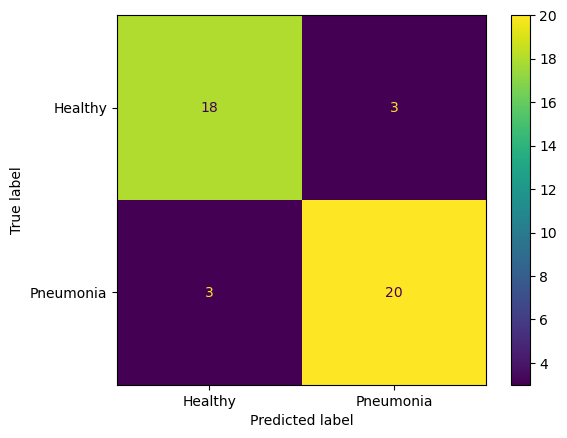 Healthy
Pneumonia
True label
18
3
3
20
Healthy
Pneumonia
Predicted label
20
18
16
14
12
10
8
6
4